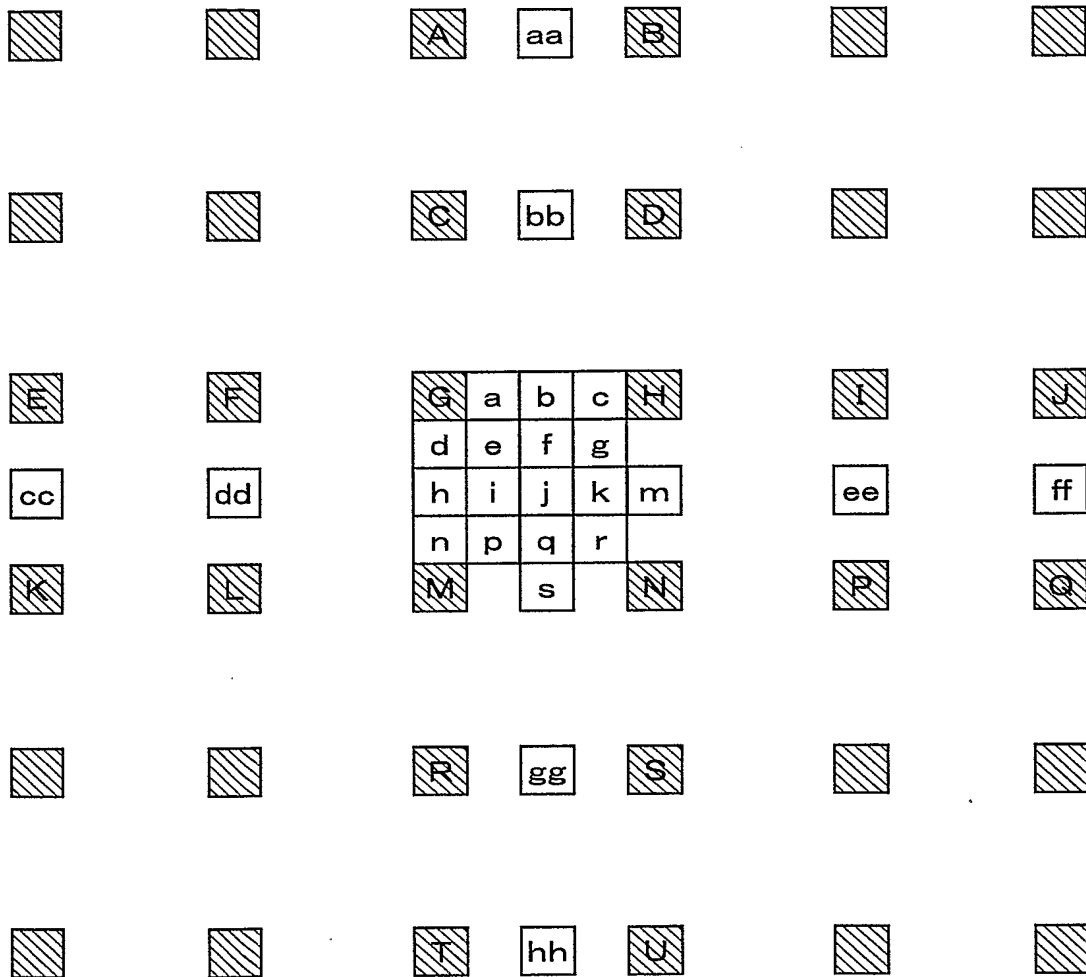 A aa B
C bb D
E F G a b c H I J
d e f g
cc dd h i j k m ee ff
n p q r
K L M s N P Q
R gg S
T hh U